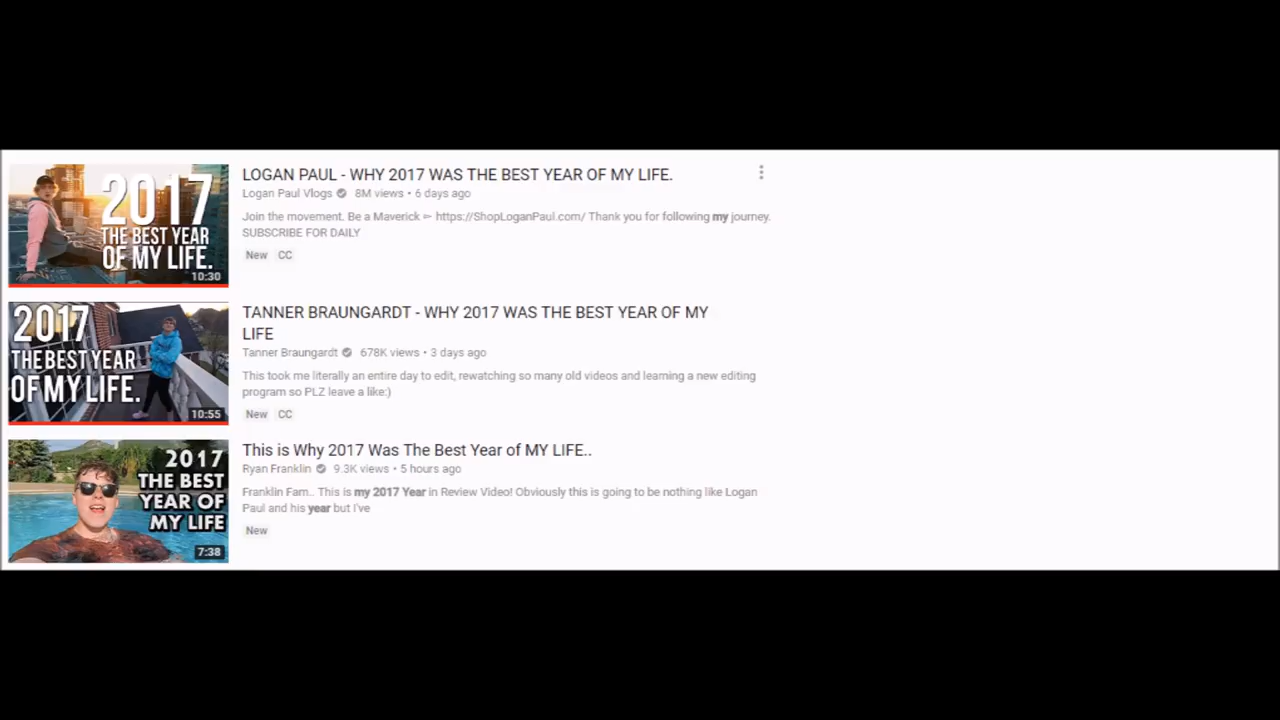 2017
THE BEST YEAR
OF MY LIFE.
10:30
LOGAN PAUL - WHY 2017 WAS THE BEST YEAR OF MY LIFE.
Logan Paul Vlogs 8M views • 6 days ago
Join the movement. Be a Maverick ► https://ShopLoganPaul.com/ Thank you for following my journey.
SUBSCRIBE FOR DAILY
New CC
2017
THE BEST YEAR
OF MY LIFE.
10:55
TANNER BRAUNGARDT - WHY 2017 WAS THE BEST YEAR OF MY
LIFE
Tanner Braungardt 678K views • 3 days ago
This took me literally an entire day to edit, rewatching so many old videos and learning a new editing
program so PLZ leave a like:)
New CC
2017
THE BEST
YEAR OF
MY LIFE
7:38
This is Why 2017 Was The Best Year of MY LIFE..
Ryan Franklin 9.3K views • 5 hours ago
Franklin Fam.. This is my 2017 Year in Review Video! Obviously this is going to be nothing like Logan
Paul and his year but I've
New